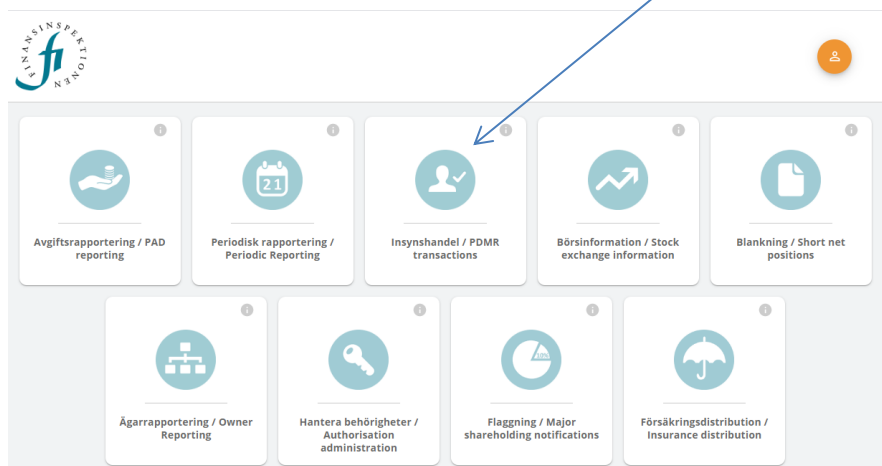 FINANSINSPEKTIONEN
fi
21
Avgiftsrapportering / PAD
reporting
Periodisk rapportering /
Periodic Reporting
Insynshandel / PDMR
transactions
Börsinformation / Stock
exchange information
Blankning / Short net
positions
10%
Ägarrapportering / Owner
Reporting
Hantera behörigheter /
Authorisation
administration
Flaggning / Major
shareholding notifications
Försäkringsdistribution /
Insurance distribution